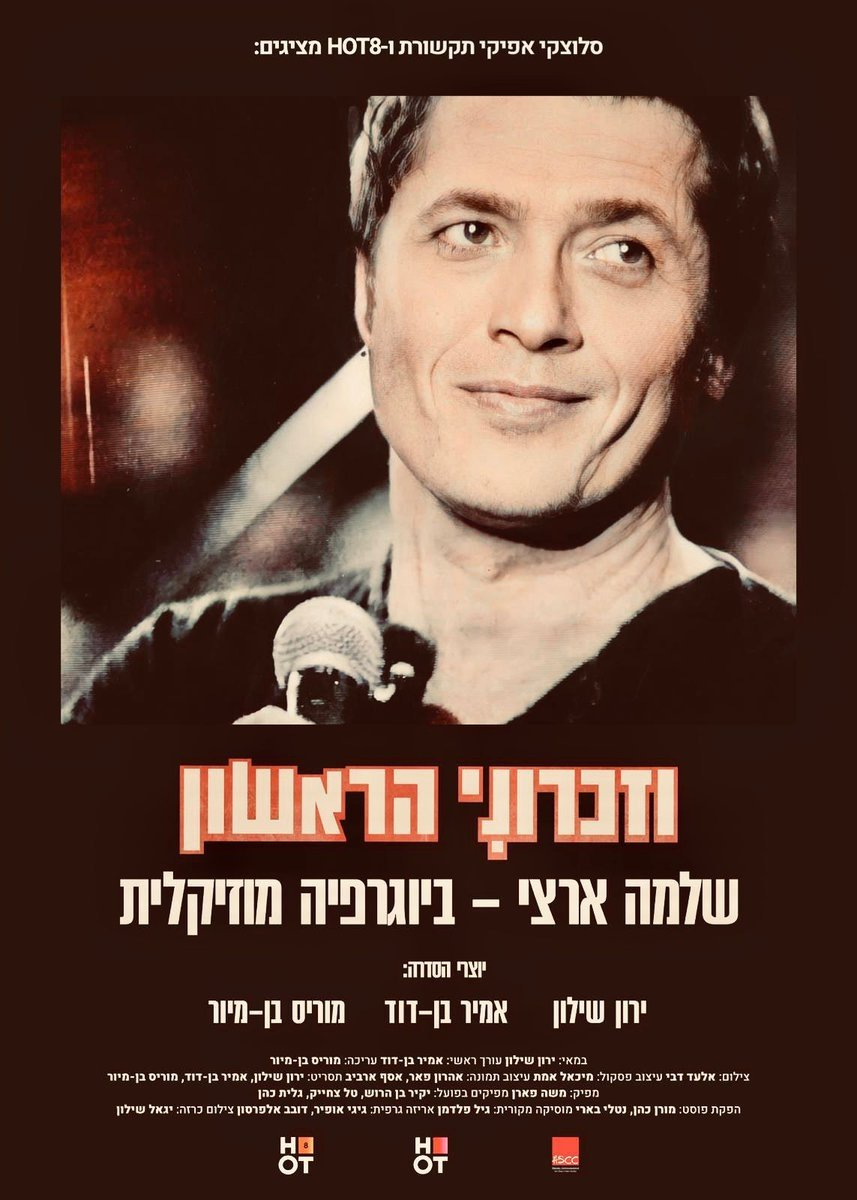 סלוצקי אפיקי תקשורת ו-HOT8 מציגים:
וזכרוני הראשון
שלמה ארצי – ביוגרפיה מוזיקלית
יוצרי הסדרה:
ירון שילון אמיר בן-דוד מוריס בן-מיור
במאי: ירון שילון עורך ראשי: אמיר בן-דוד עריכה: מוריס בן-מיור
צילום: אלעד דבי עיצוב פסקול: מיכאל אמת עיצוב תמונה: אהרון פאר, אסף ארביב תסריט: ירון שילון, אמיר בן-דוד, מוריס בן-מיור
מפיק: משה פארן מפיקים בפועל: יקיר בן הרוש, טל צחייק, גלית כהן
הפקת פוסט: מורן כהן, נטלי בארי מוסיקה מקורית: גיל פלדמן אריזה גרפית: גיגי אופיר, דובב אלפרסון צילום כרזה: יגאל שילון
HOT 8
HOT
SCC